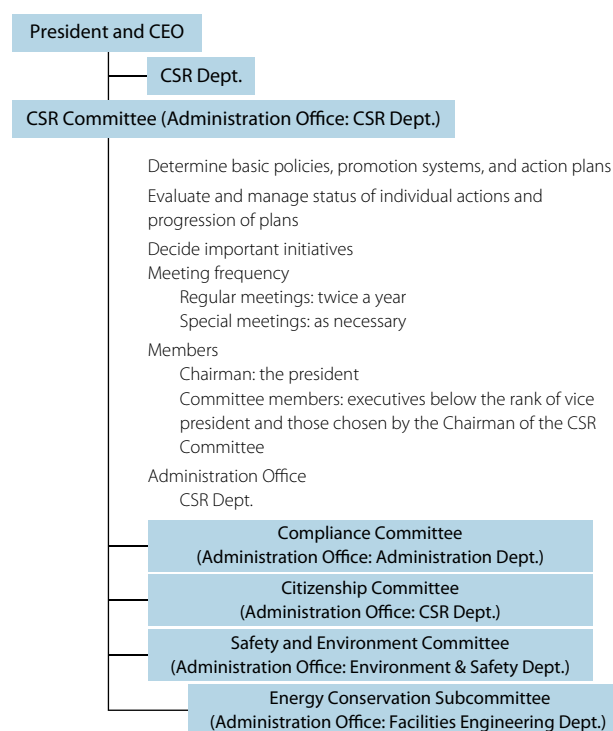 President and CEO
CSR Dept.
CSR Committee (Administration Office: CSR Dept.)
Determine basic policies, promotion systems, and action plans
Evaluate and manage status of individual actions and
progression of plans
Decide important initiatives
Meeting frequency
Regular meetings: twice a year
Special meetings: as necessary
Members
Chairman: the president
Committee members: executives below the rank of vice
president and those chosen by the Chairman of the CSR
Committee
Administration Office
CSR Dept.
Compliance Committee
(Administration Office: Administration Dept.)
Citizenship Committee
(Administration Office: CSR Dept.)
Safety and Environment Committee
(Administration Office: Environment & Safety Dept.)
Energy Conservation Subcommittee
(Administration Office: Facilities Engineering Dept.)